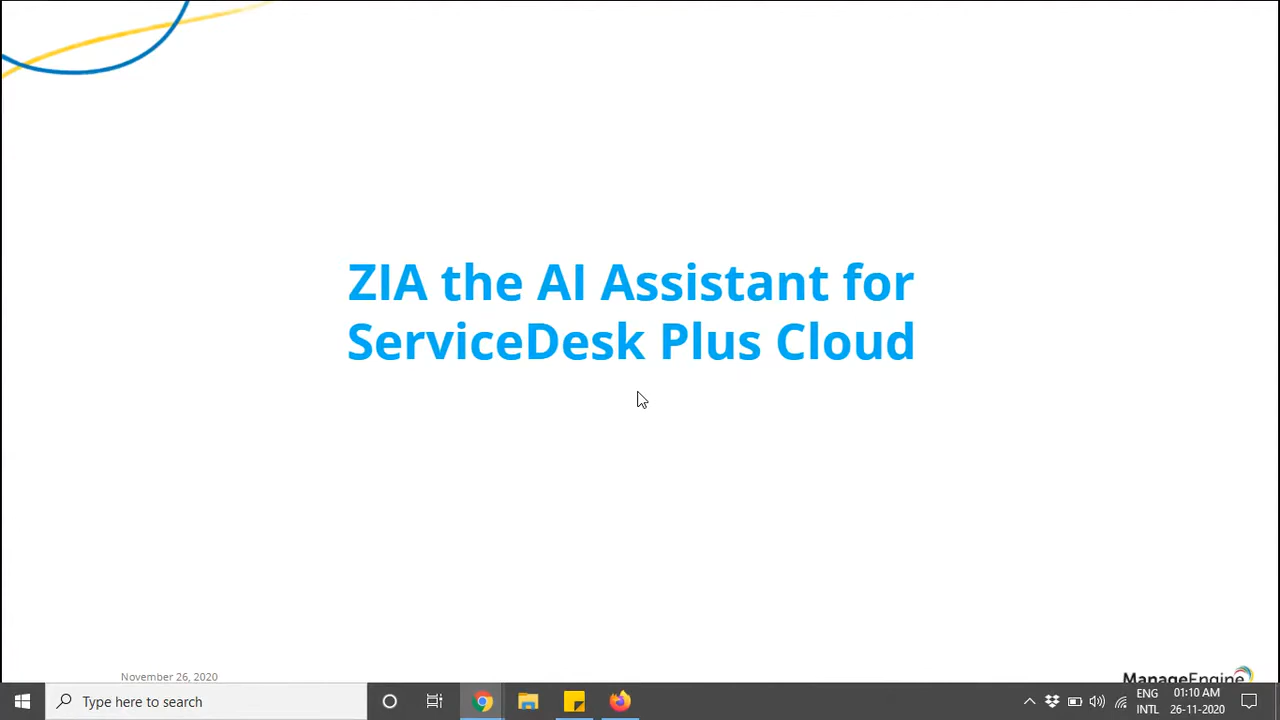 ZIA the AI Assistant for
ServiceDesk Plus Cloud
November 26, 2020
ManageEngine
Type here to search
ENG
INTL
01:10 AM
26-11-2020